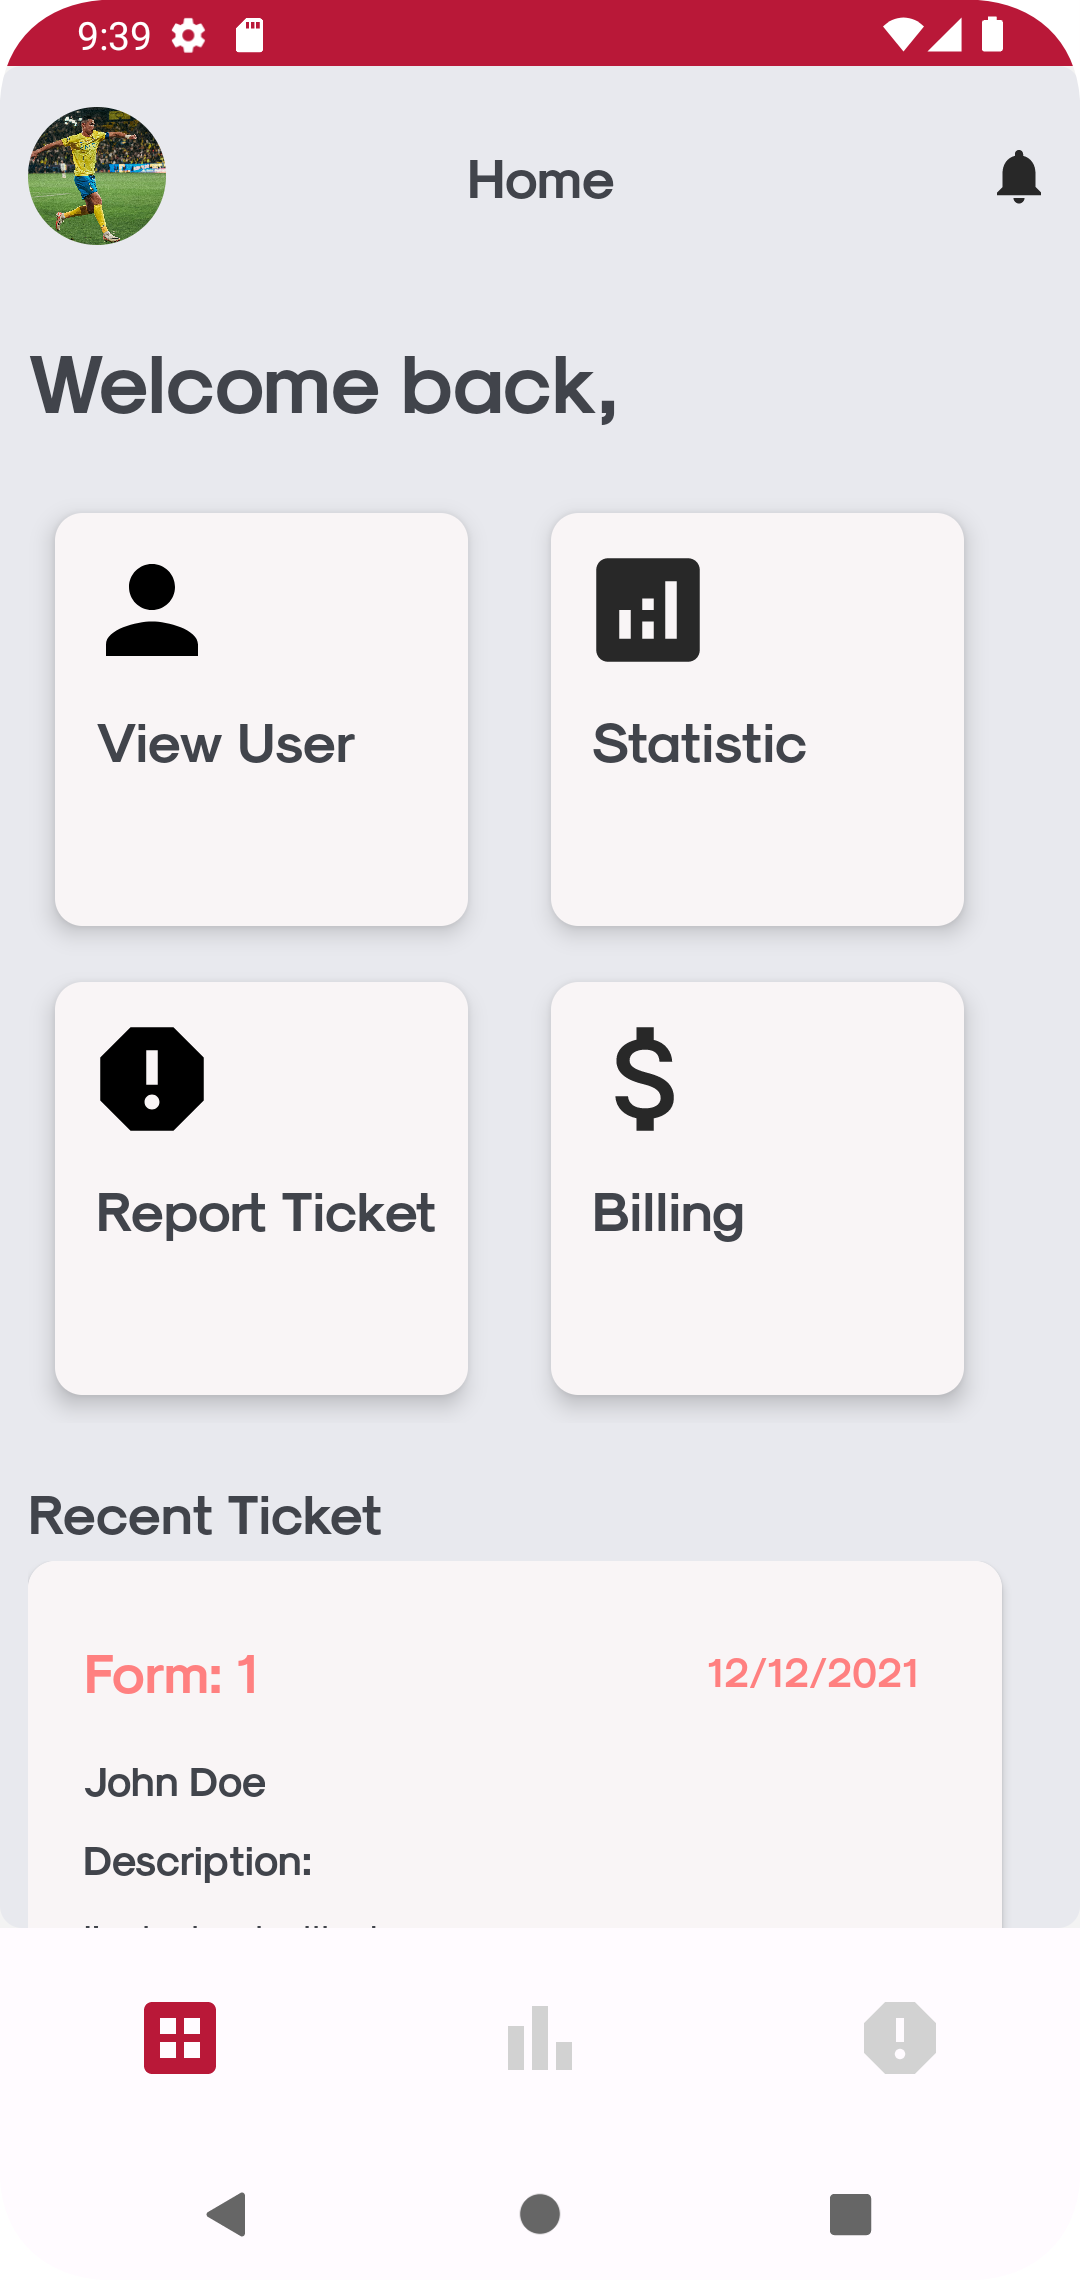 9:39
Home
Welcome back,
View User
Statistic
Report Ticket
Billing
Recent Ticket
Form: 1
12/12/2021
John Doe
Description: